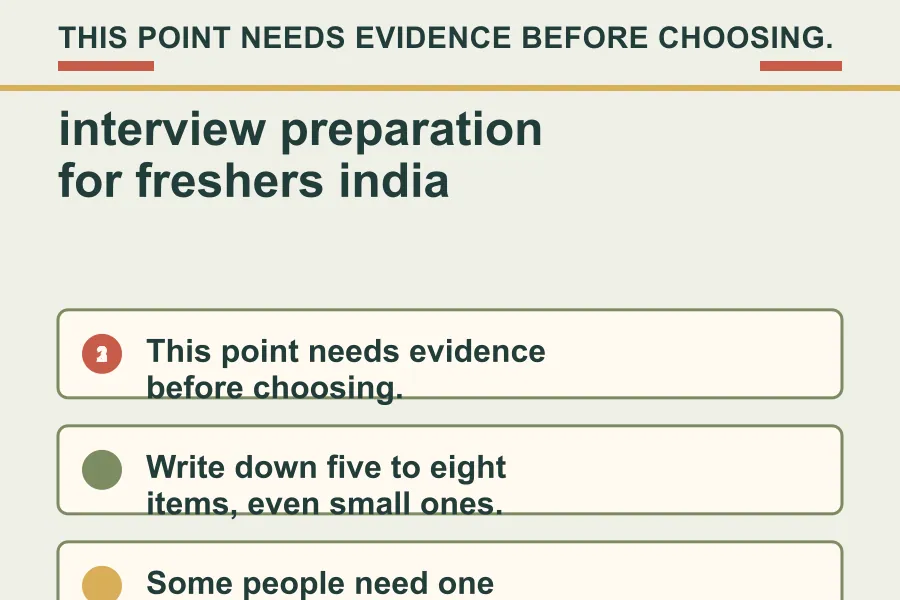 THIS POINT NEEDS EVIDENCE BEFORE CHOOSING.
interview preparation
for freshers india
This point needs evidence
before choosing.
Write down five to eight
items, even small ones.
Some people need one